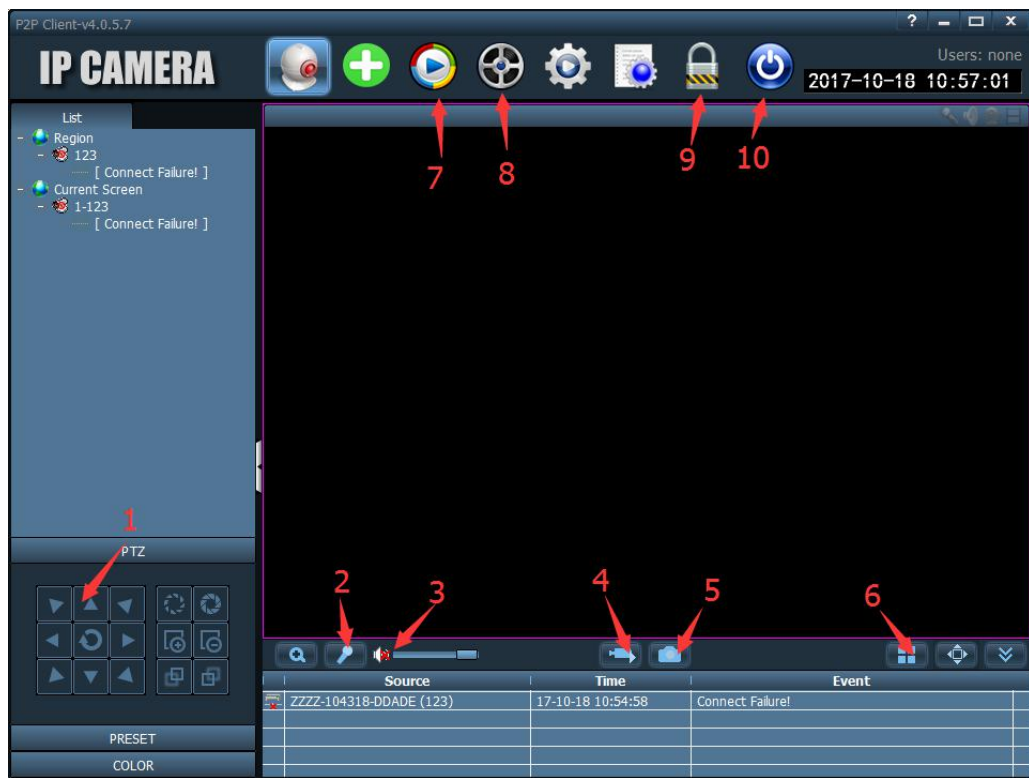 P2P Client-v4.0.5.7
?
IP CAMERA
Users: none
2017-10-18 10:57:01
List
Region
123
[ Connect Failure! ]
Current Screen
1-123
[ Connect Failure! ]
7
8
9
10
1
PTZ
2
3
4
5
6
Source Time Event
ZZZZ-104318-DDADE (123) 17-10-18 10:54:58 Connect Failure!
PRESET
COLOR